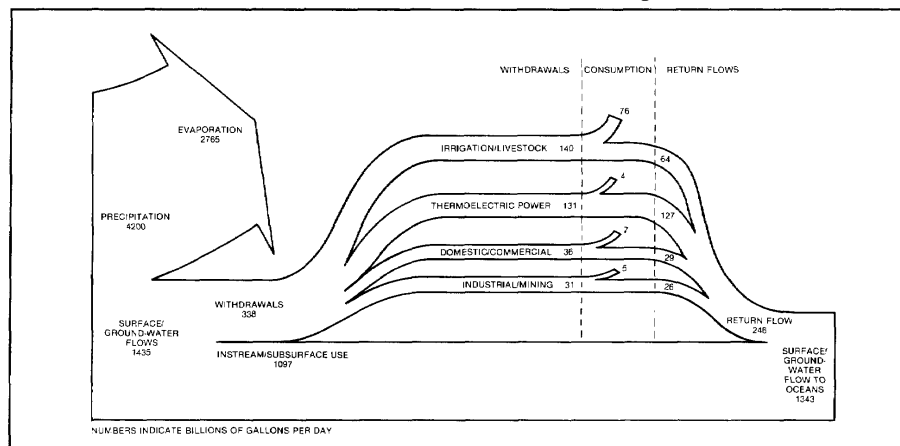 WITHDRAWALS
CONSUMPTION
RETURN FLOWS
EVAPORATION
2765
PRECIPITATION
4200
76
IRRIGATION/LIVESTOCK 140
64
4
THERMOELECTRIC POWER 131
127
7
DOMESTIC/COMMERCIAL 36
29
5
INDUSTRIAL/MINING 31
26
WITHDRAWALS
338
SURFACE/
GROUND-WATER
FLOWS
1435
INSTREAM/SUBSURFACE USE
1097
RETURN FLOW
248
SURFACE/
GROUND-
WATER
FLOW TO
OCEANS
1343
NUMBERS INDICATE BILLIONS OF GALLONS PER DAY